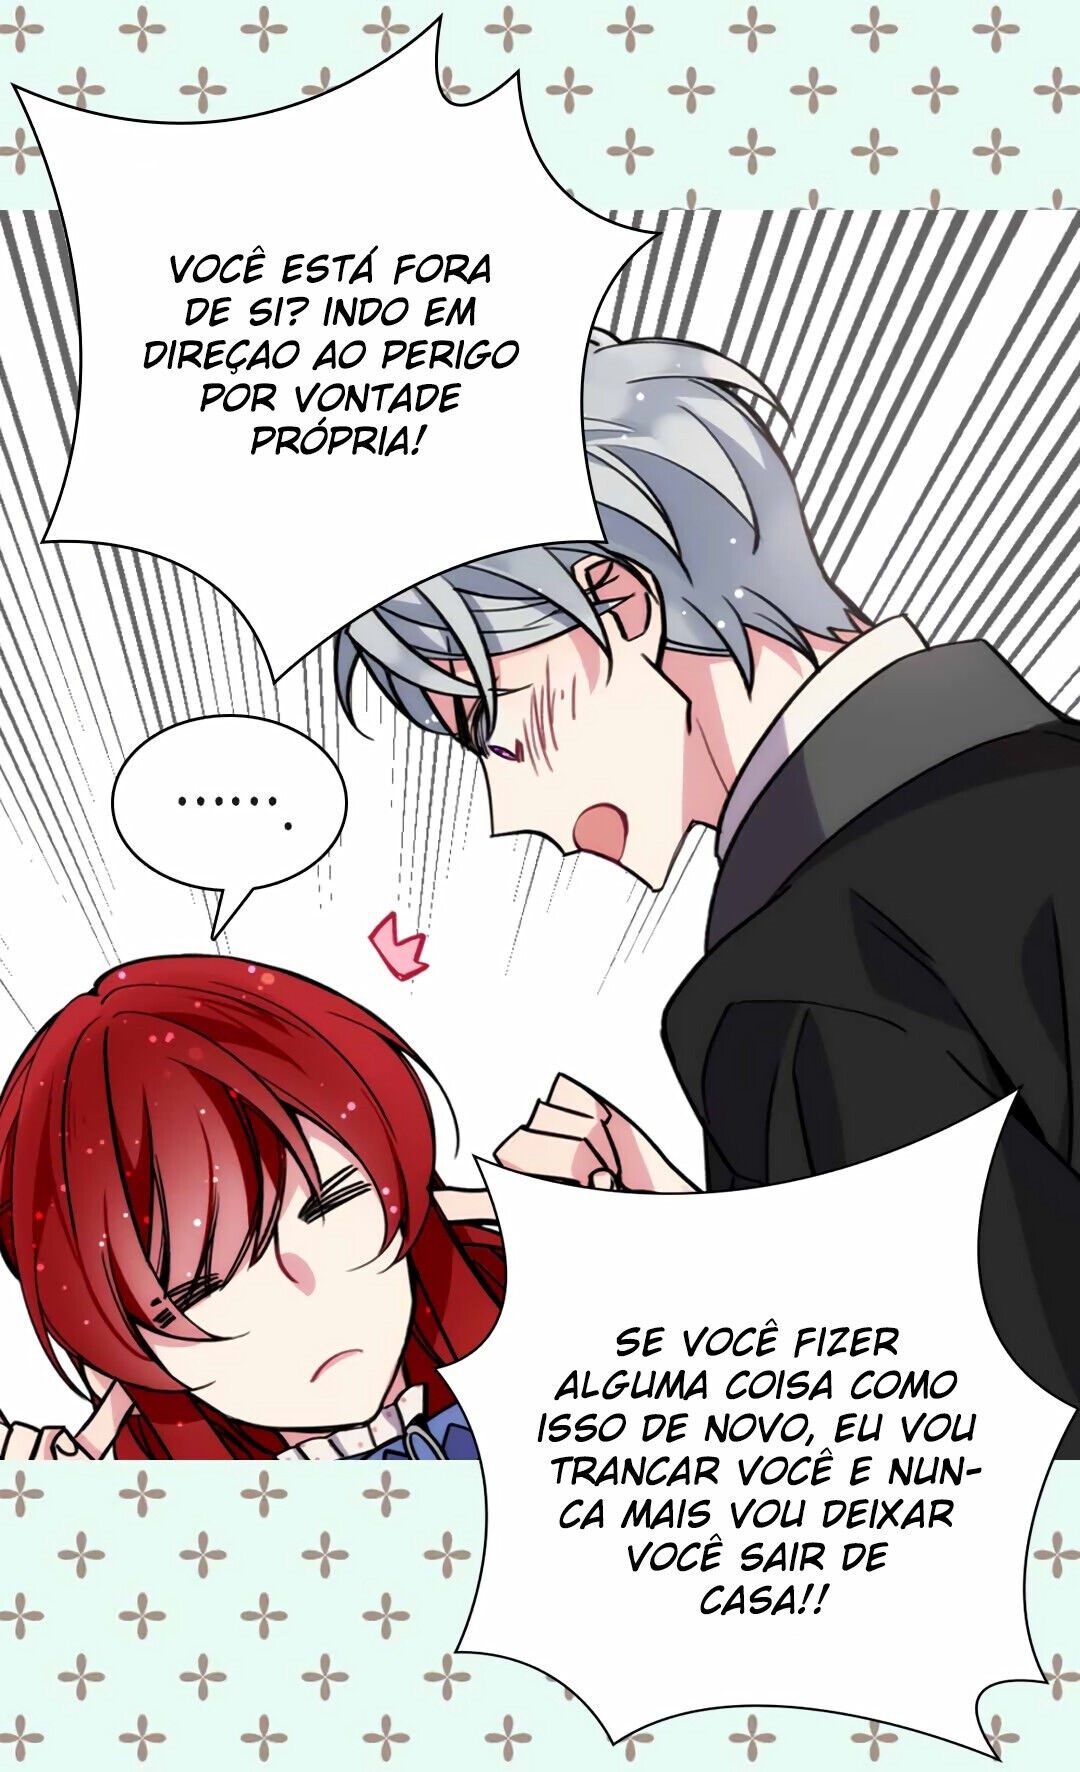 VOCÊ ESTÁ FORA
DE SI? INDO EM
DIREÇAO AO PERIGO
POR VONTADE
PRÓPRIA!
.......
SE VOCÊ FIZER
ALGUMA COISA COMO
ISSO DE NOVO, EU VOU
TRANCAR VOCÊ E NUN-
CA MAIS VOU DEIXAR
VOCÊ SAIR DE
CASA!!